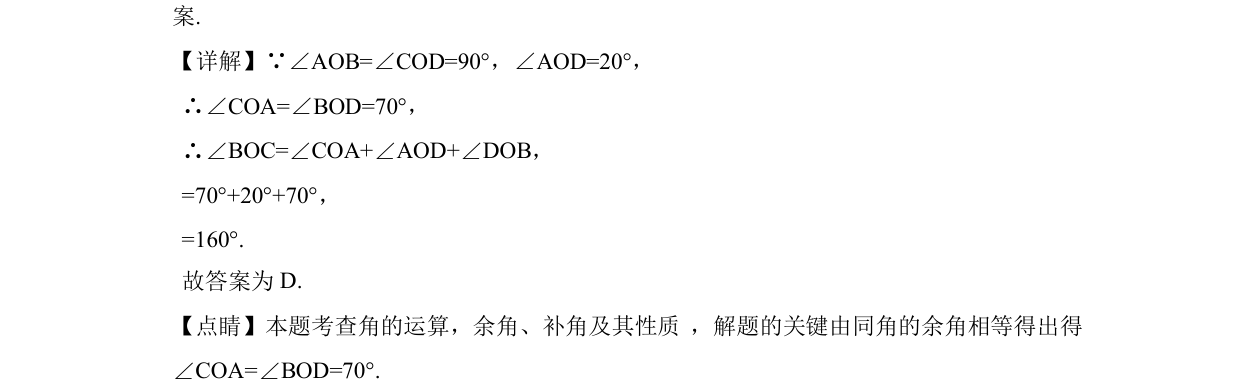 案.
【详解】∵∠AOB=∠COD=90°，∠AOD=20°，
∴∠COA=∠BOD=70°，
∴∠BOC=∠COA+∠AOD+∠DOB，
=70°+20°+70°，
=160°.
故答案为 D.
【点睛】本题考查角的运算，余角、补角及其性质 ，解题的关键由同角的余角相等得出得
∠COA=∠BOD=70°.